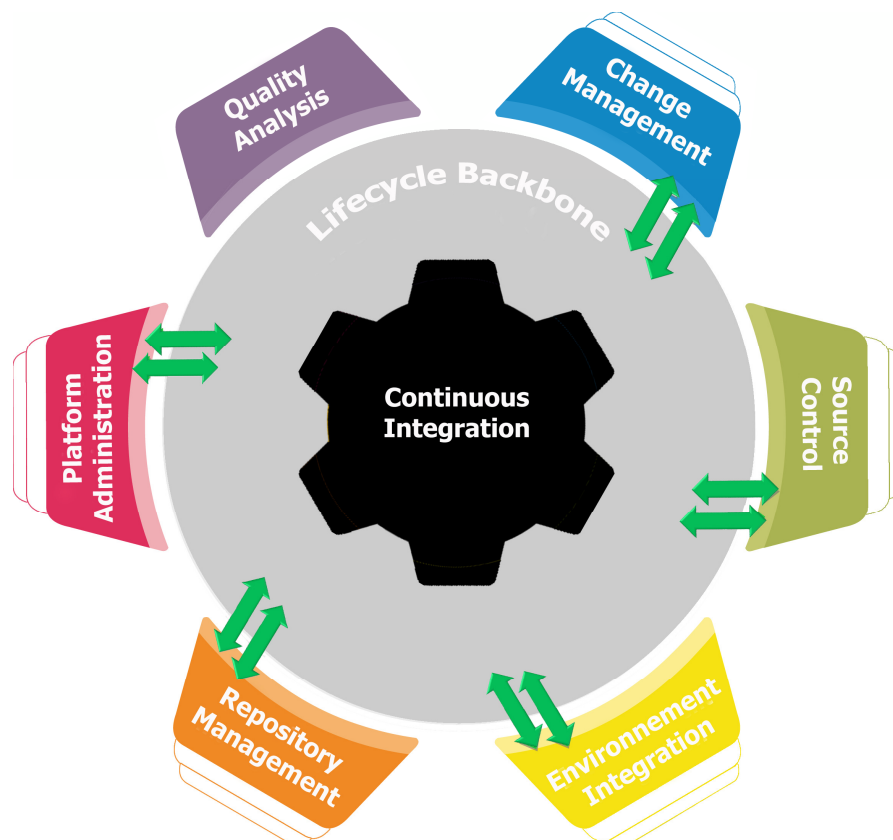 Quality
Analysis
Change
Management
Lifecycle Backbone
Platform
Administration
Continuous
Integration
Source
Control
Repository
Management
Environnement
Integration